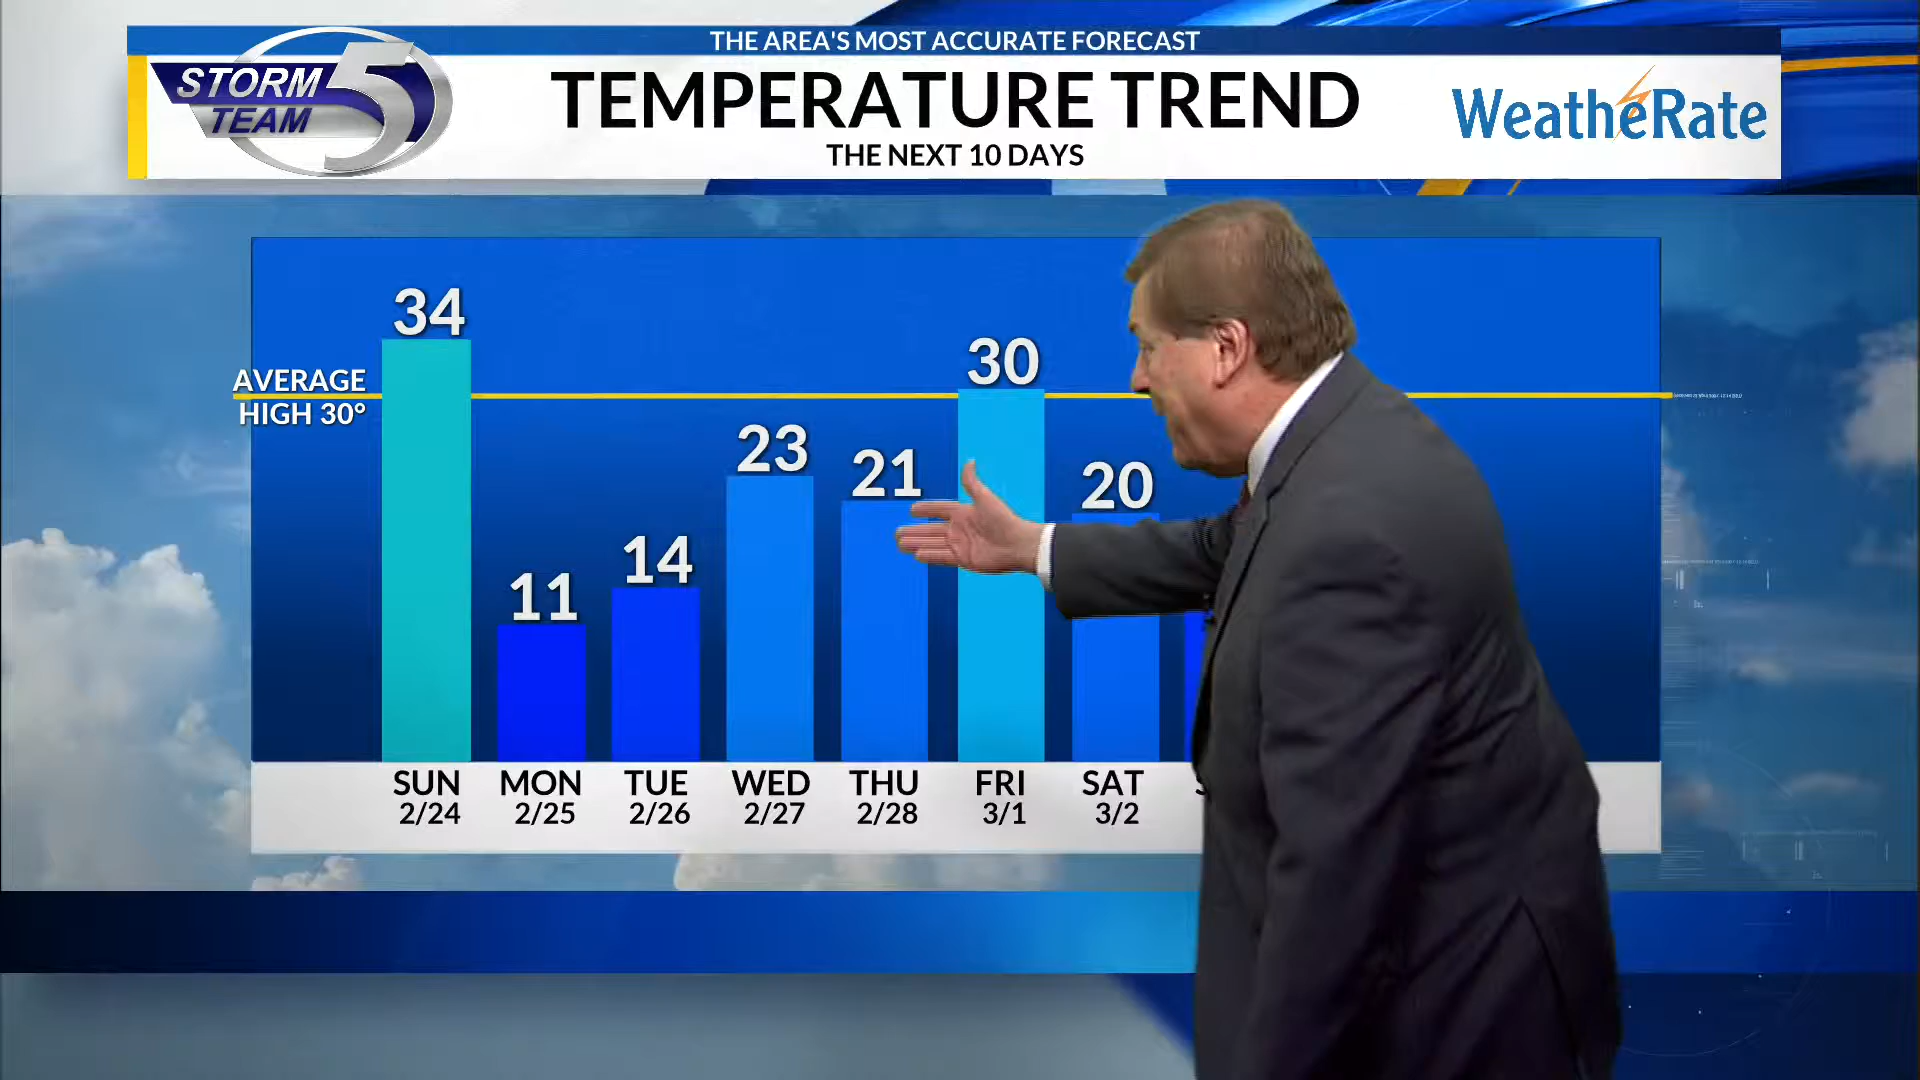 THE AREA'S MOST ACCURATE FORECAST
STORM TEAM 5
TEMPERATURE TREND
WeatheRate
THE NEXT 10 DAYS
34
AVERAGE
HIGH 30°
30
23
21
20
14
11
SUN MON TUE WED THU FRI SAT
2/24 2/25 2/26 2/27 2/28 3/1 3/2